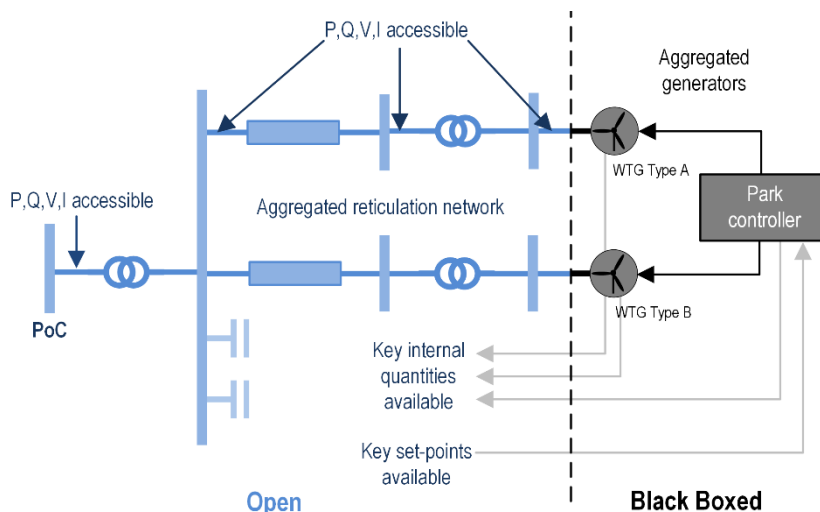 P,Q,V,I accessible
Aggregated
generators
WTG Type A
Park
controller
P,Q,V,I accessible
Aggregated reticulation network
PoC
WTG Type B
Key internal
quantities
available
Key set-points
available
Open
Black Boxed